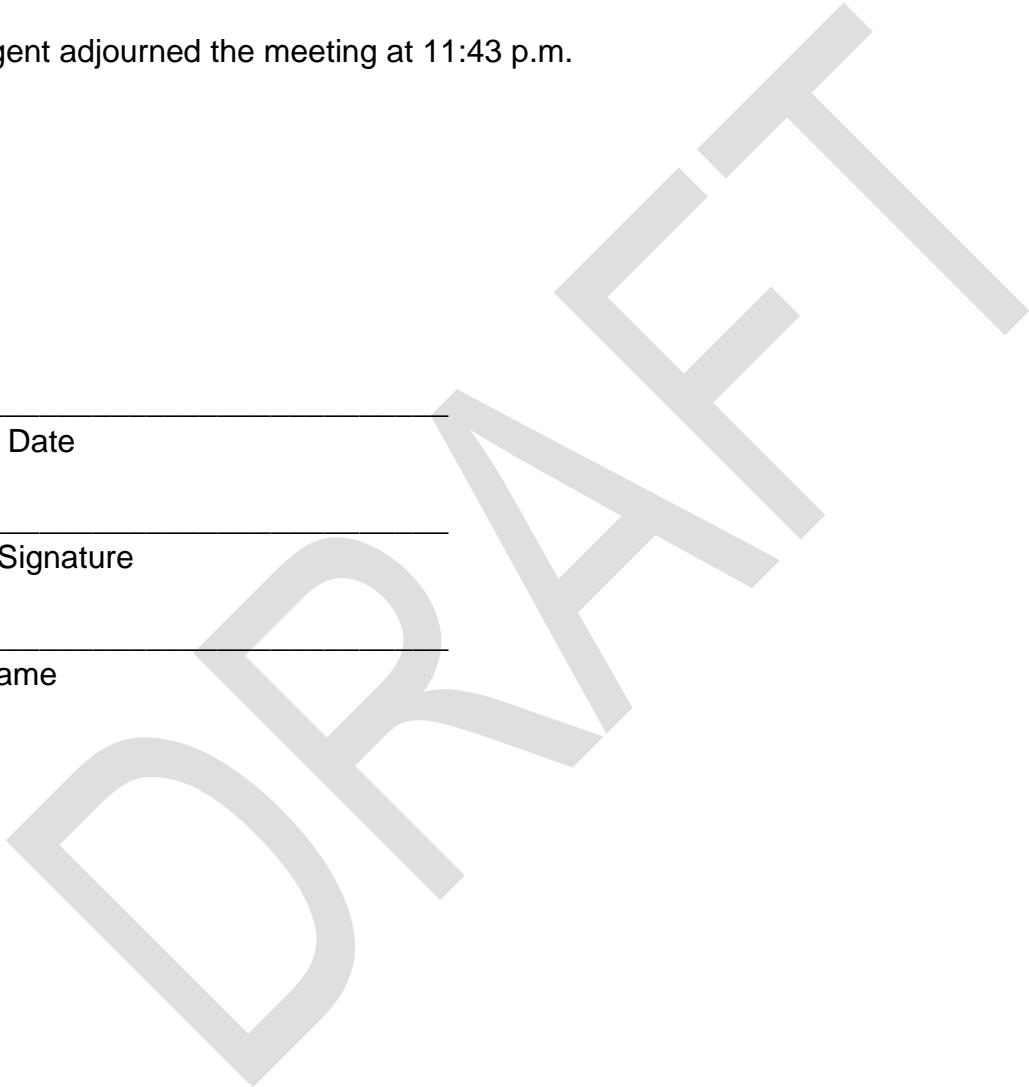 gent adjourned the meeting at 11:43 p.m.
Date
Signature
ame
DRAFT